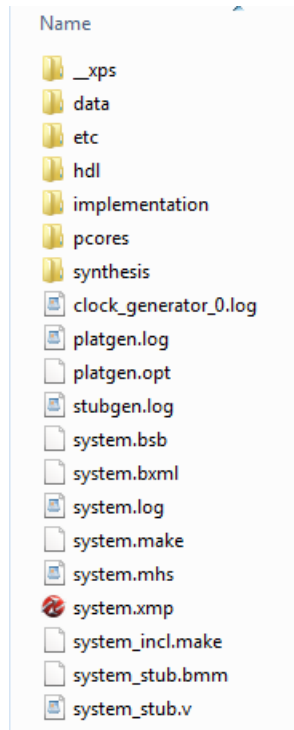 Name
__xps
data
etc
hdl
implementation
pcores
synthesis
clock_generator_0.log
platgen.log
platgen.opt
stubgen.log
system.bsb
system.bxml
system.log
system.make
system.mhs
system.xmp
system_incl.make
system_stub.bmm
system_stub.v